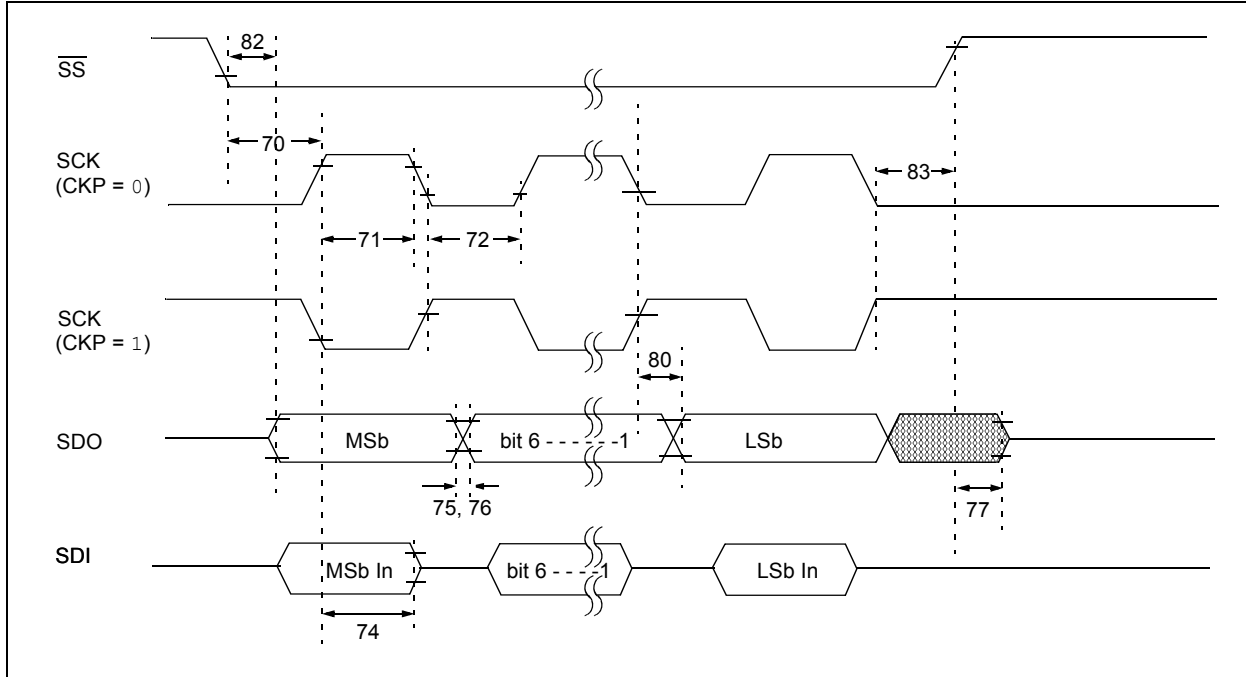 82
SS
70
SCK
(CKP = 0)
83
71
72
SCK
(CKP = 1)
80
SDO
MSb
bit 6 - - - - - -1
LSb
75, 76
77
SDI
MSb In
bit 6 - - - -1
LSb In
74